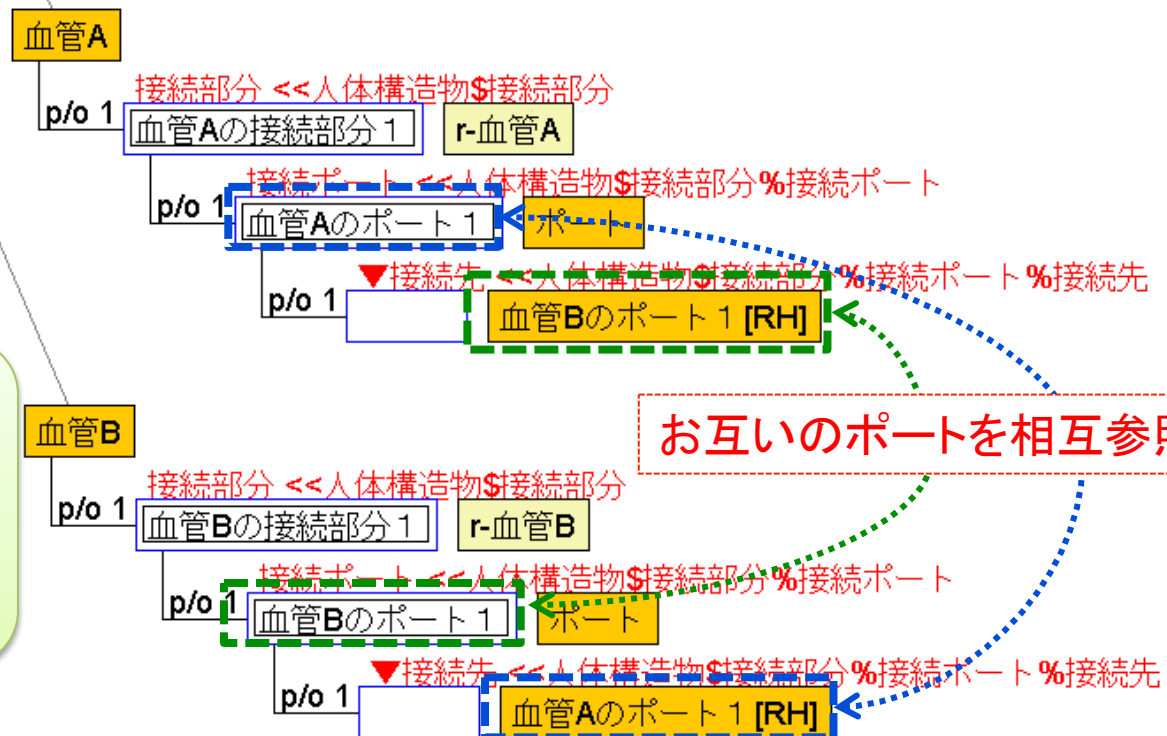 血管A
接続部分 <<人体構造物$接続部分
p/o 1
血管Aの接続部分1 r-血管A
接続ポート <<人体構造物$接続部分%接続ポート
p/o 1
血管Aのポート1 ポート
▼接続先 <<人体構造物$接続部分%接続ポート%接続先
p/o 1
血管Bのポート1 [RH]
お互いのポートを相互参照
血管B
接続部分 <<人体構造物$接続部分
p/o 1
血管Bの接続部分1 r-血管B
接続ポート <<人体構造物$接続部分%接続ポート
p/o 1
血管Bのポート1 ポート
▼接続先 <<人体構造物$接続部分%接続ポート%接続先
p/o 1
血管Aのポート1 [RH]